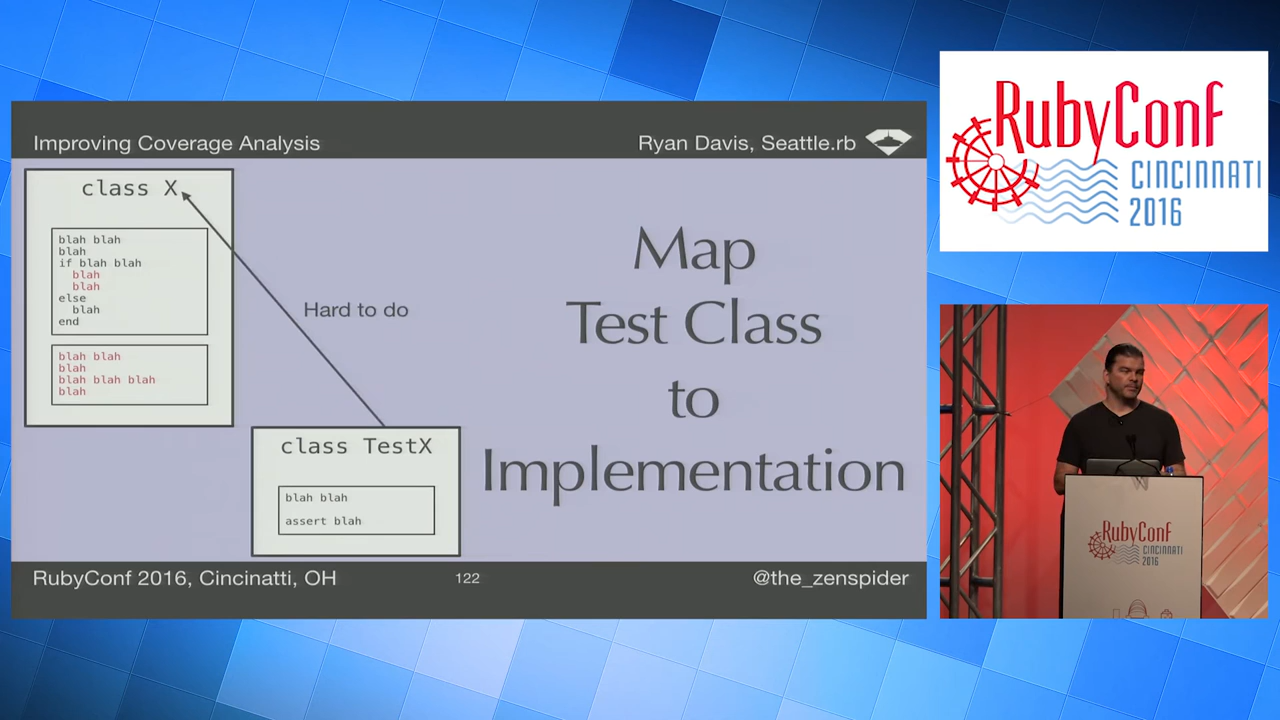 Improving Coverage Analysis
Ryan Davis, Seattle.rb
class X
blah blah
blah
if blah blah
blah
blah
else
blah
end
blah blah
blah
blah blah blah
blah
Hard to do
class TestX
blah blah
assert blah
Map
Test Class
to
Implementation
RubyConf 2016, Cincinatti, OH
122
@the_zenspider
RubyConf
CINCINNATI
2016
RubyConf
CINCINNATI
2016